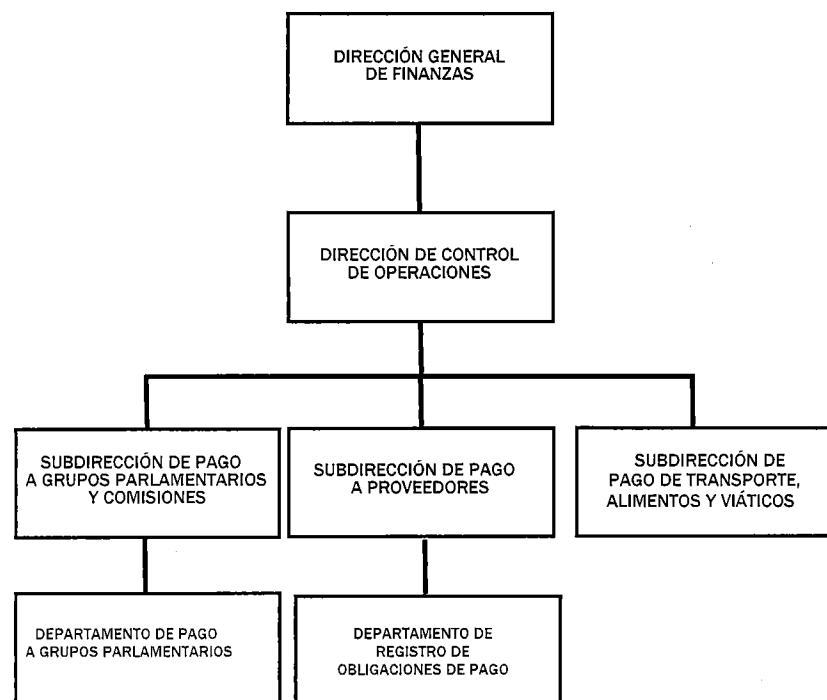 DIRECCIÓN GENERAL
DE FINANZAS
DIRECCIÓN DE CONTROL
DE OPERACIONES
SUBDIRECCIÓN DE PAGO
A GRUPOS PARLAMENTARIOS
Y COMISIONES
SUBDIRECCIÓN DE PAGO
A PROVEEDORES
SUBDIRECCIÓN DE
PAGO DE TRANSPORTE,
ALIMENTOS Y VIÁTICOS
DEPARTAMENTO DE PAGO
A GRUPOS PARLAMENTARIOS
DEPARTAMENTO DE
REGISTRO DE
OBLIGACIONES DE PAGO